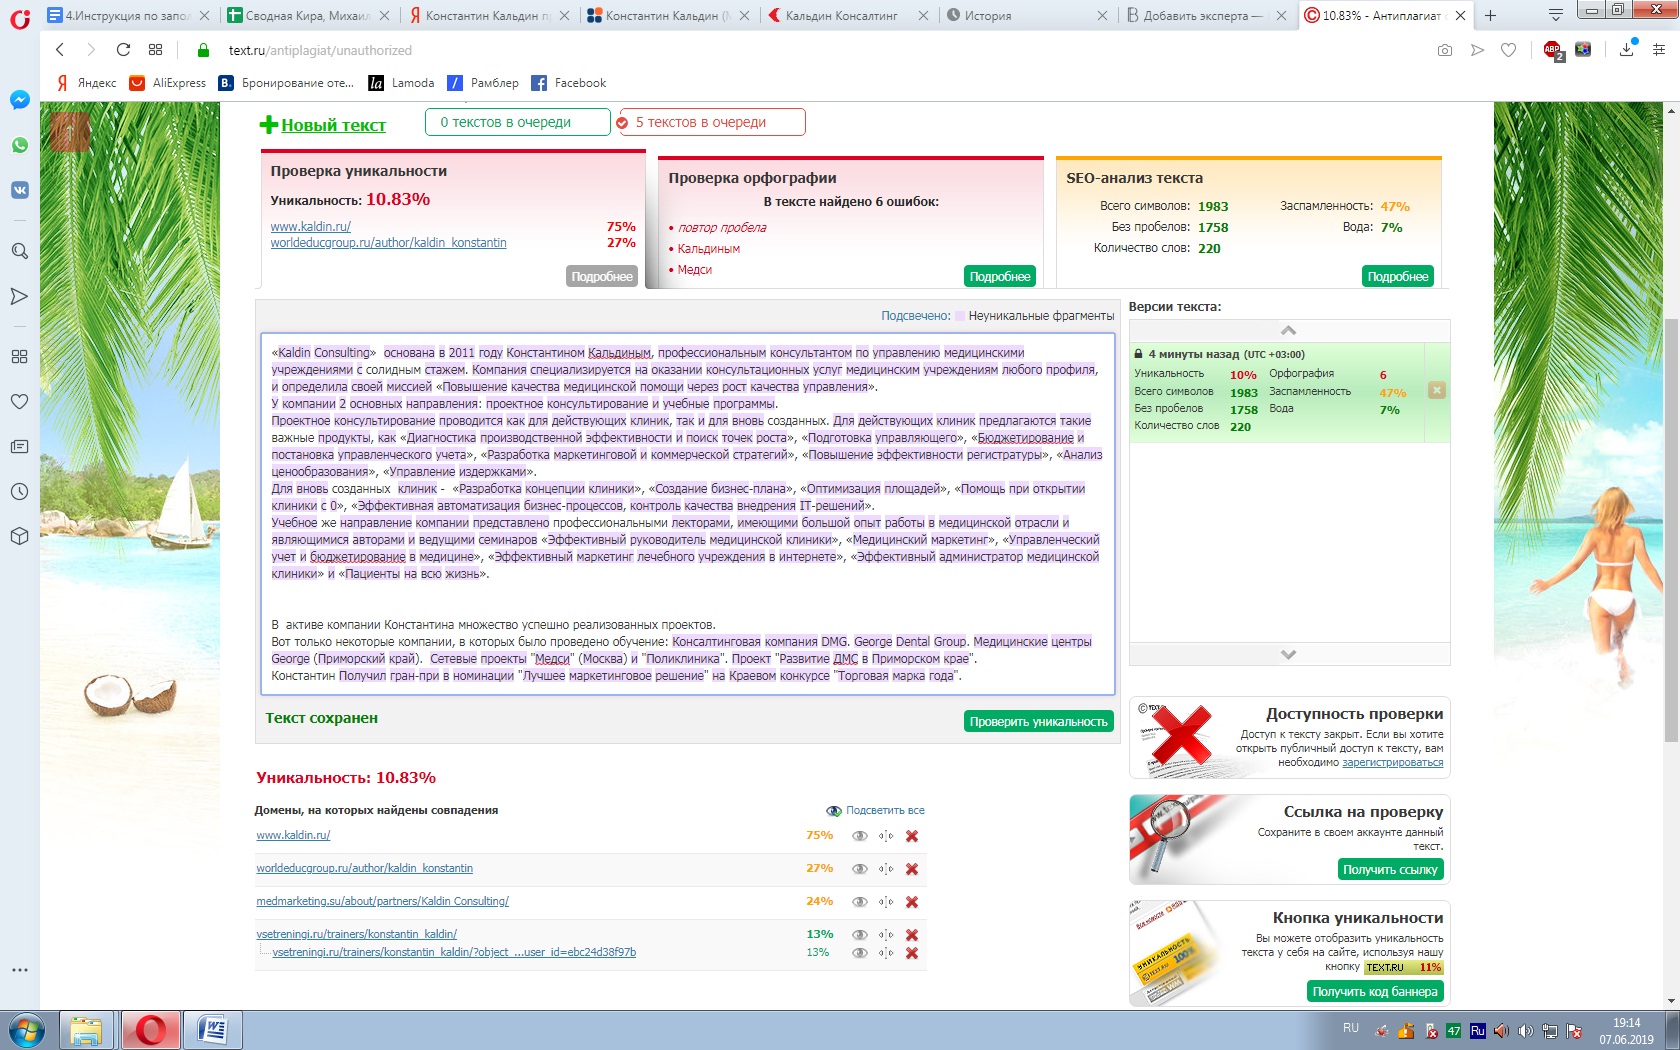 4.Инструкция по запол
Сводная Кира, Михаил
Константин Кальдин пр
Константин Кальдин (М
Кальдин Консалтинг
История
Добавить эксперта —
10.83% - Антиплагиат о
text.ru/antiplagiat/unauthorized
ABP
2
Яндекс
AliExpress
B. Бронирование оте...
la Lamoda
Рамблер
Facebook
Новый текст
0 текстов в очереди
5 текстов в очереди
Проверка уникальности
Уникальность: 10.83%
www.kaldin.ru/ 75%
worldeducgroup.ru/author/kaldin_konstantin 27%
Подробнее
Проверка орфографии
В тексте найдено 6 ошибок:
• повтор пробела
• Кальдиным
• Медси
Подробнее
SEO-анализ текста
Всего символов: 1983 Заспамленность: 47%
Без пробелов: 1758 Вода: 7%
Количество слов: 220
Подробнее
Подсвечено: Неуникальные фрагменты
«Kaldin Consulting» основана в 2011 году Константином Кальдиным, профессиональным консультантом по управлению медицинскими
учреждениями с солидным стажем. Компания специализируется на оказании консультационных услуг медицинским учреждениям любого профиля,
и определила своей миссией «Повышение качества медицинской помощи через рост качества управления».
У компании 2 основных направления: проектное консультирование и учебные программы.
Проектное консультирование проводится как для действующих клиник, так и для вновь созданных. Для действующих клиник предлагаются такие
важные продукты, как «Диагностика производственной эффективности и поиск точек роста», «Подготовка управляющего», «Бюджетирование и
постановка управленческого учета», «Разработка маркетинговой и коммерческой стратегий», «Повышение эффективности регистратуры», «Анализ
ценообразования», «Управление издержками».
Для вновь созданных клиник - «Разработка концепции клиники», «Создание бизнес-плана», «Оптимизация площадей», «Помощь при открытии
клиники с 0», «Эффективная автоматизация бизнес-процессов, контроль качества внедрения IT-решений».
Учебное же направление компании представлено профессиональными лекторами, имеющими большой опыт работы в медицинской отрасли и
являющимися авторами и ведущими семинаров «Эффективный руководитель медицинской клиники», «Медицинский маркетинг», «Управленческий
учет и бюджетирование в медицине», «Эффективный маркетинг лечебного учреждения в интернете», «Эффективный администратор медицинской
клиники» и «Пациенты на всю жизнь».
В активе компании Константина множество успешно реализованных проектов.
Вот только некоторые компании, в которых было проведено обучение: Консалтинговая компания DMG. George Dental Group. Медицинские центры
George (Приморский край). Сетевые проекты "Медси" (Москва) и "Поликлиника". Проект "Развитие ДМС в Приморском крае".
Константин Получил гран-при в номинации "Лучшее маркетинговое решение" на Краевом конкурсе "Торговая марка года".
Текст сохранен
Проверить уникальность
Версии текста:
4 минуты назад (UTC +03:00)
Уникальность 10% Орфография 6
Всего символов 1983 Заспамленность 47%
Без пробелов 1758 Вода 7%
Количество слов 220
Уникальность: 10.83%
Домены, на которых найдены совпадения
Подсветить все
www.kaldin.ru/ 75%
worldeducgroup.ru/author/kaldin_konstantin 27%
medmarketing.su/about/partners/Kaldin Consulting/ 24%
vsetreningi.ru/trainers/konstantin_kaldin/ 13%
vsetreningi.ru/trainers/konstantin_kaldin/?object_...user_id=ebc24d38f97b 13%
Доступность проверки
Доступ к тексту закрыт. Если вы хотите
открыть публичный доступ к тексту, вам
необходимо зарегистрироваться
Ссылка на проверку
Сохраните в своем аккаунте данный
текст.
Получить ссылку
Кнопка уникальности
Вы можете отобразить уникальность
текста у себя на сайте, используя нашу
кнопку TEXT.RU 11%
Получить код баннера
УНИКАЛЬНОСТЬ
TEXT.RU 100%
RU
47
Ru
19:14
07.06.2019